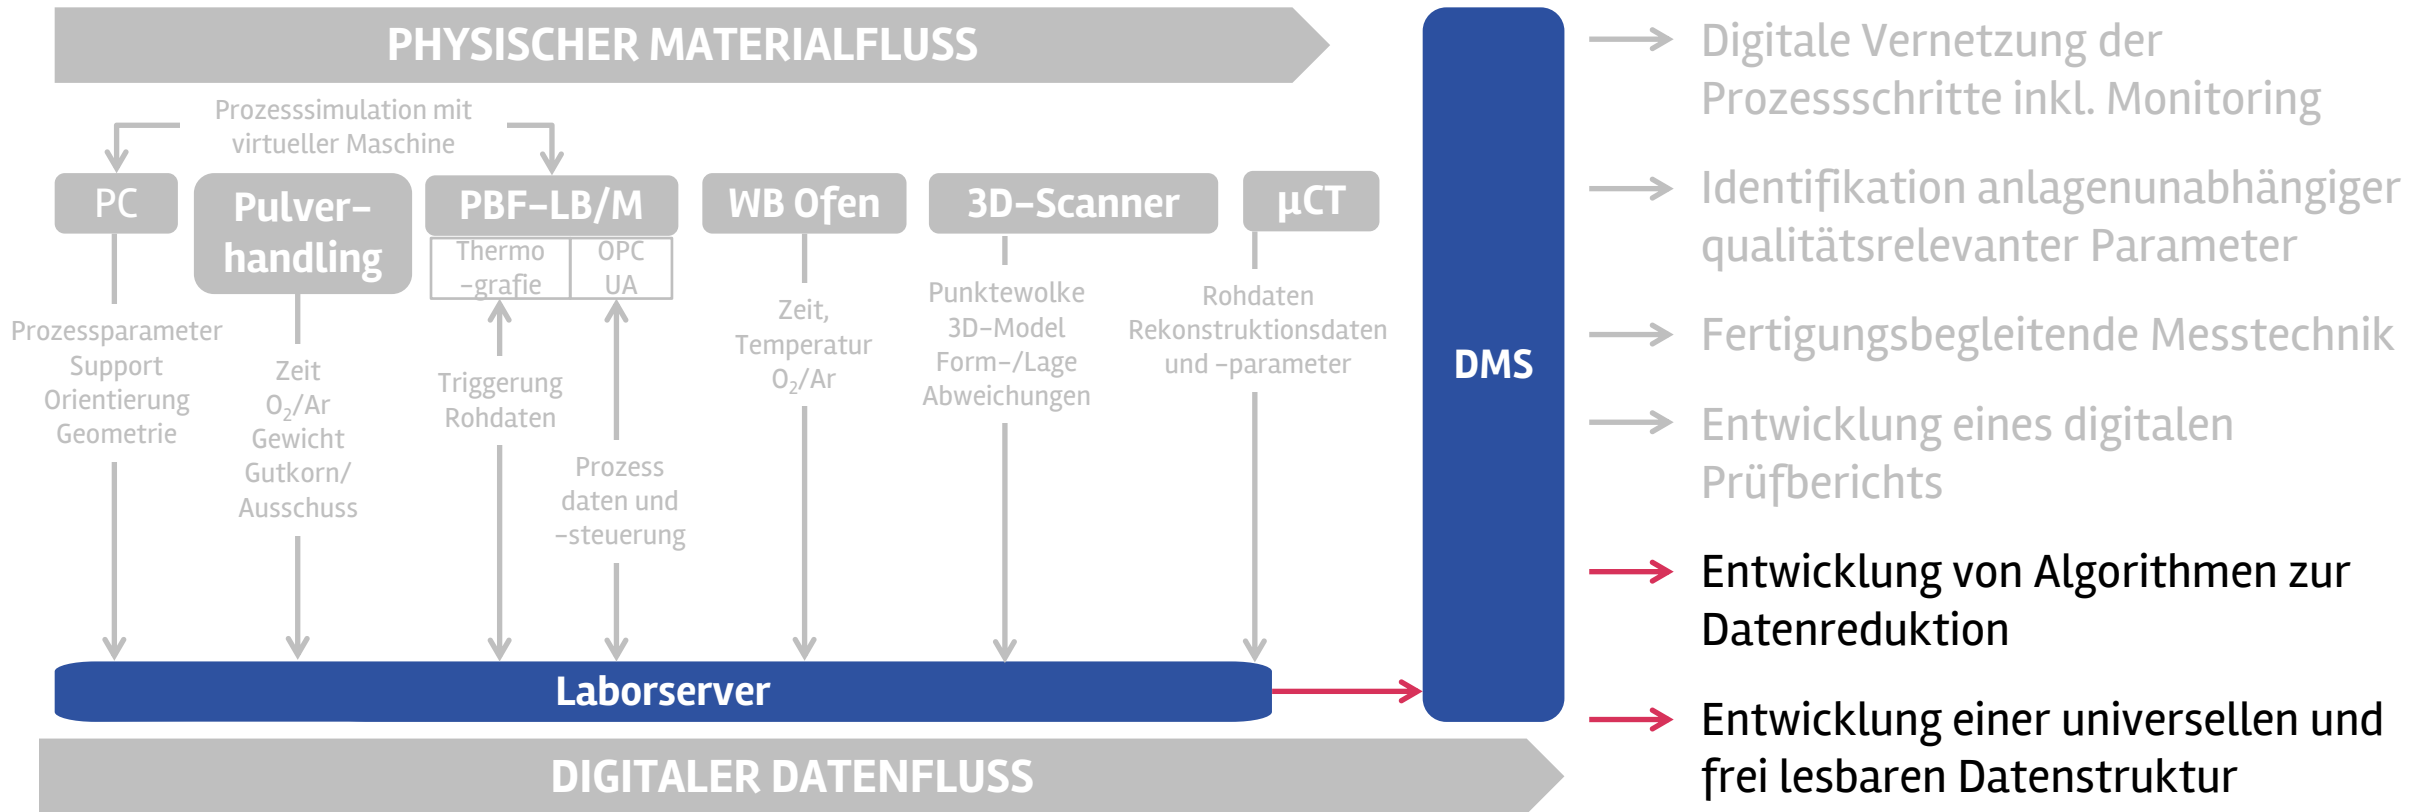 PHYSISCHER MATERIALFLUSS
Prozesssimulation mit
virtueller Maschine
PC
Pulver-
handling
PBF-LB/M
Thermo
-grafie
OPC
UA
WB Ofen
3D-Scanner
µCT
Prozessparameter
Support
Orientierung
Geometrie
Zeit
O₂/Ar
Gewicht
Gutkorn/
Ausschuss
Triggerung
Rohdaten
Prozess
daten und
-steuerung
Zeit,
Temperatur
O₂/Ar
Punktewolke
3D-Model
Form-/Lage
Abweichungen
Rohdaten
Rekonstruktionsdaten
und -parameter
Laborserver
DIGITALER DATENFLUSS
DMS
Digitale Vernetzung der
Prozessschritte inkl. Monitoring
Identifikation anlagenunabhängiger
qualitätsrelevanter Parameter
Fertigungsbegleitende Messtechnik
Entwicklung eines digitalen
Prüfberichts
Entwicklung von Algorithmen zur
Datenreduktion
Entwicklung einer universellen und
frei lesbaren Datenstruktur